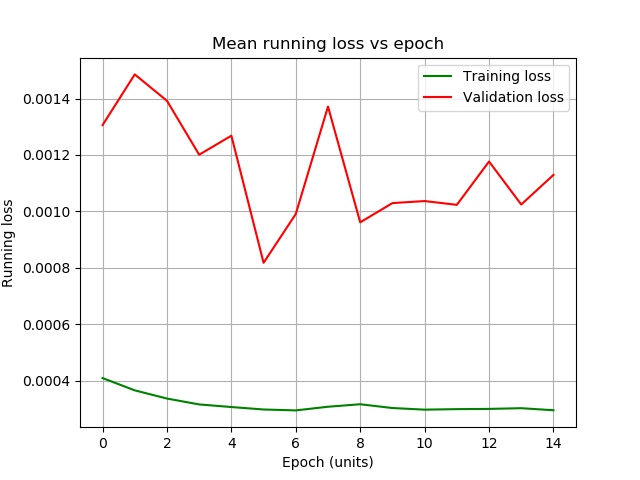 Mean running loss vs epoch
Training loss
Validation loss
0.0014
0.0012
0.0010
0.0008
0.0006
0.0004
Running loss
0 2 4 6 8 10 12 14
Epoch (units)